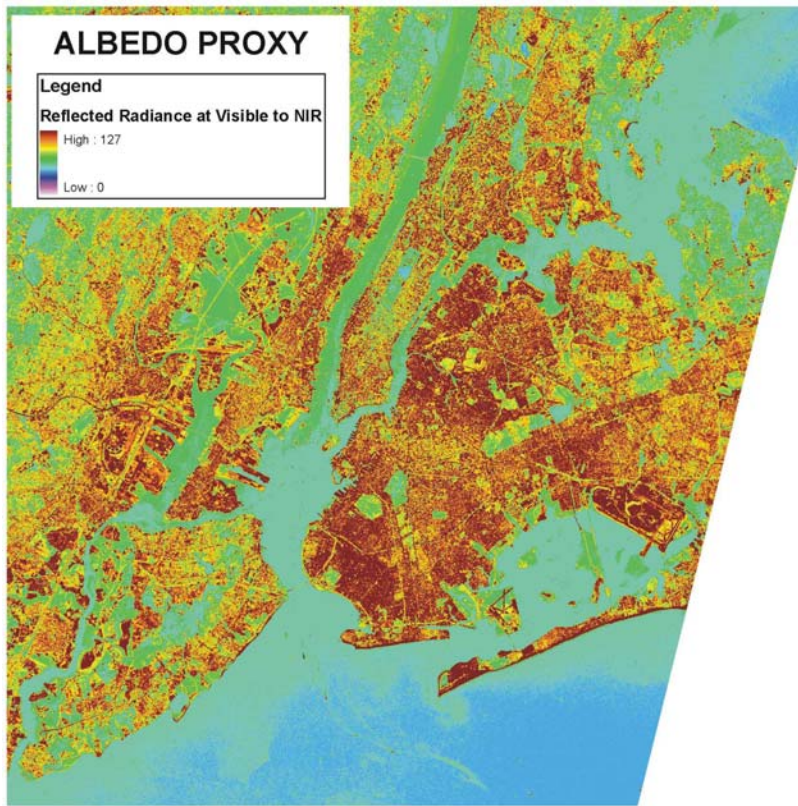 ALBEDO PROXY
Legend
Reflected Radiance at Visible to NIR
High : 127
Low : 0